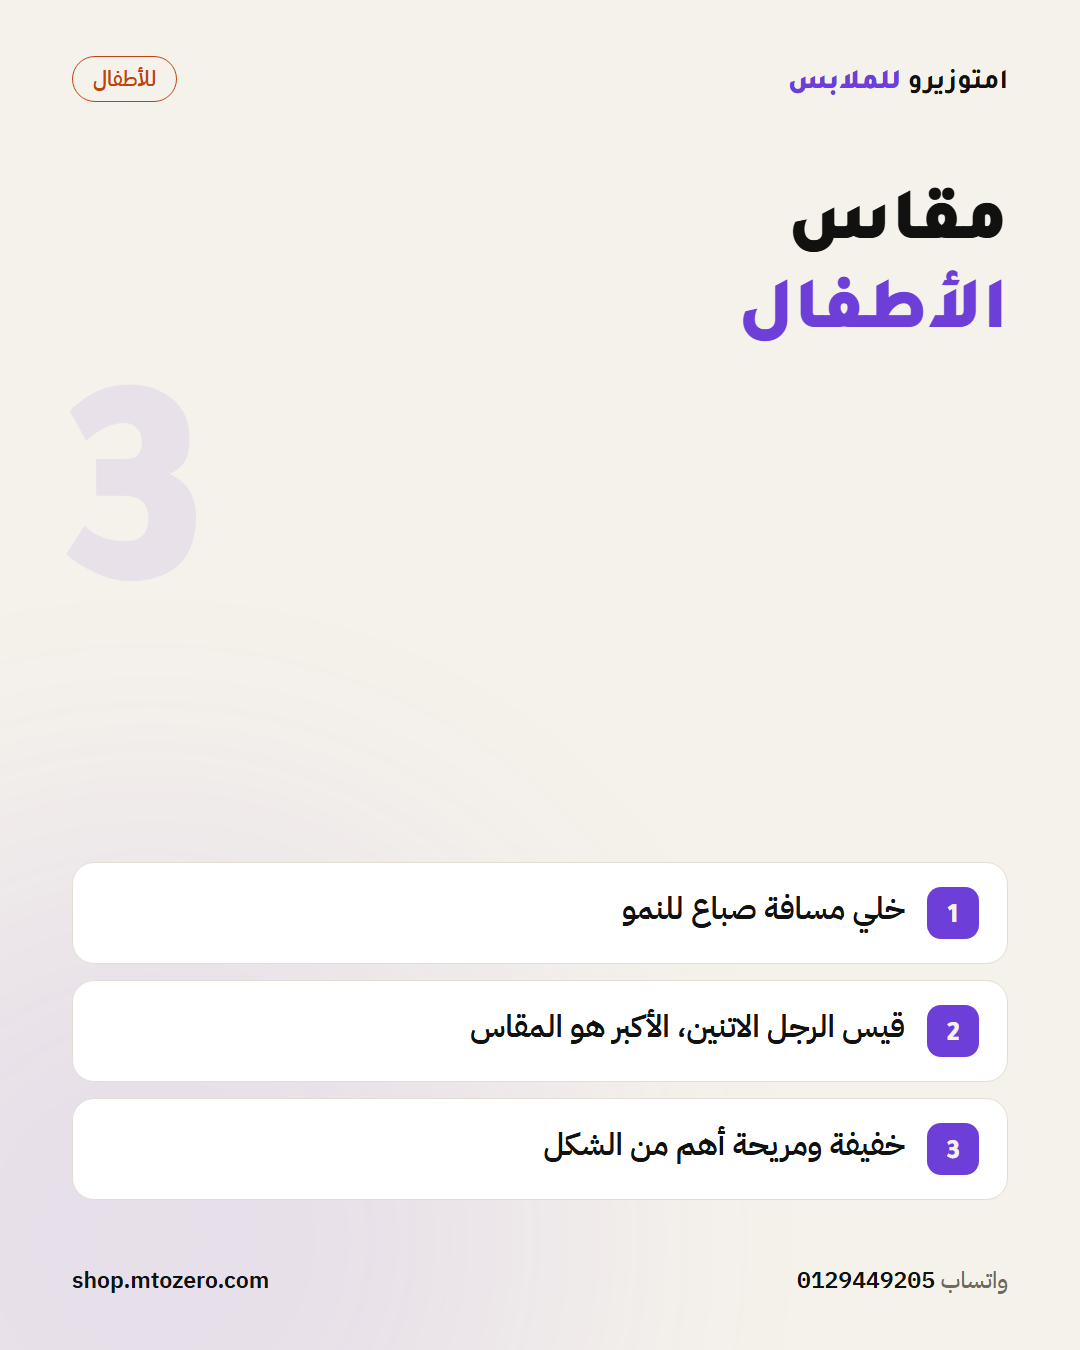 امتوزيرو للملابس
للأطفال
مقاس
الأطفال
3
1 خلي مسافة صباع للنمو
2 قيس الرجل الاتنين، الأكبر هو المقاس
3 خفيفة ومريحة أهم من الشكل
واتساب 0129449205
shop.mtozero.com